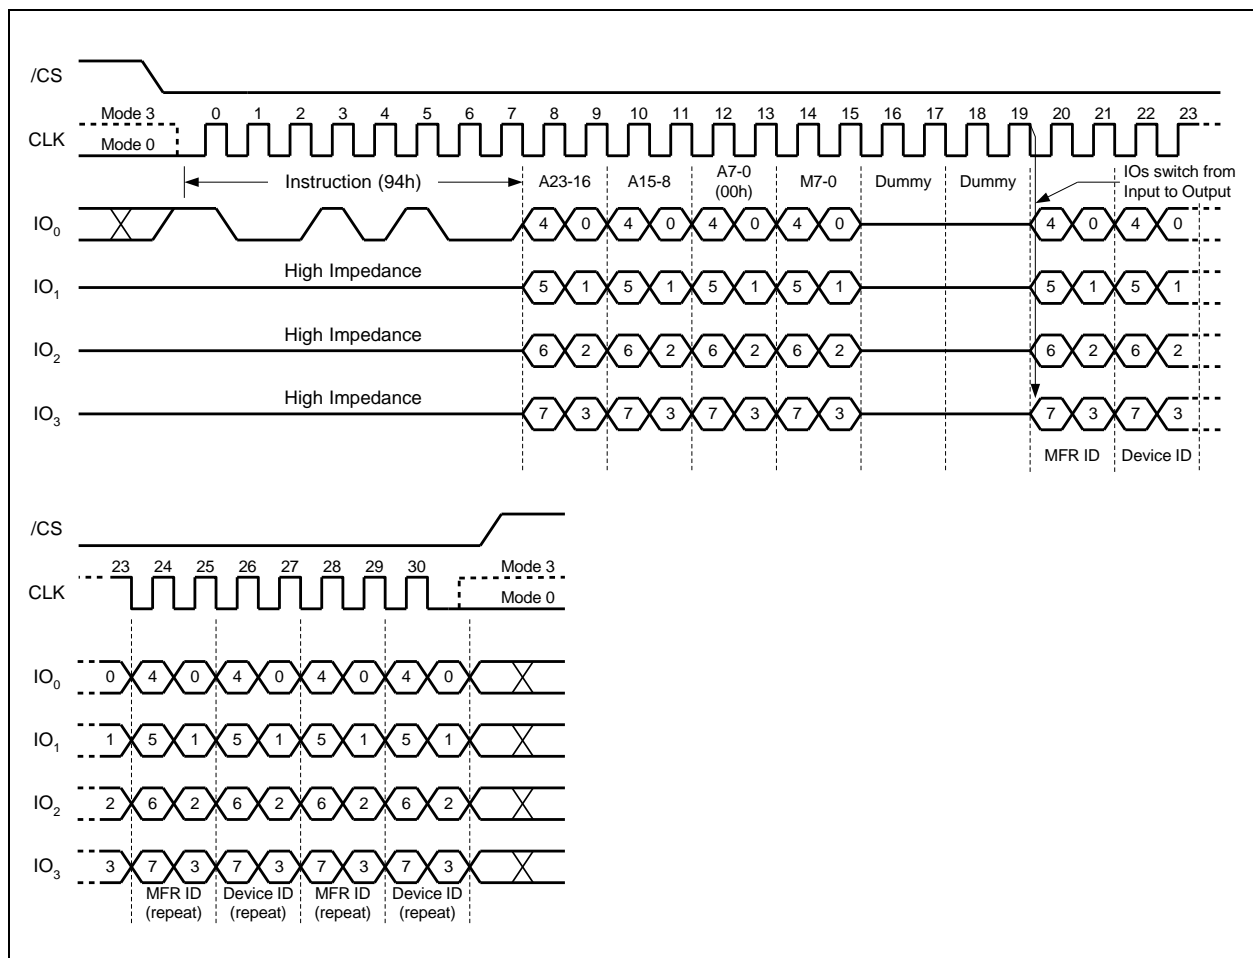 /CS
Mode 3 0 1 2 3 4 5 6 7 8 9 10 11 12 13 14 15 16 17 18 19 20 21 22 23
CLK
Mode 0
Instruction (94h) A23-16 A15-8 A7-0 (00h) M7-0 Dummy Dummy IOs switch from Input to Output
IO0 4 0 4 0 4 0 4 0 4 0 4 0
High Impedance
IO1 5 1 5 1 5 1 5 1 5 1 5 1
High Impedance
IO2 6 2 6 2 6 2 6 2 6 2 6 2
High Impedance
IO3 7 3 7 3 7 3 7 3 7 3 7 3
MFR ID Device ID
/CS
23 24 25 26 27 28 29 30 Mode 3
CLK
Mode 0
IO0 0 4 0 4 0 4 0 4 0
IO1 1 5 1 5 1 5 1 5 1
IO2 2 6 2 6 2 6 2 6 2
IO3 3 7 3 7 3 7 3 7 3
MFR ID Device ID MFR ID Device ID
(repeat) (repeat) (repeat) (repeat)